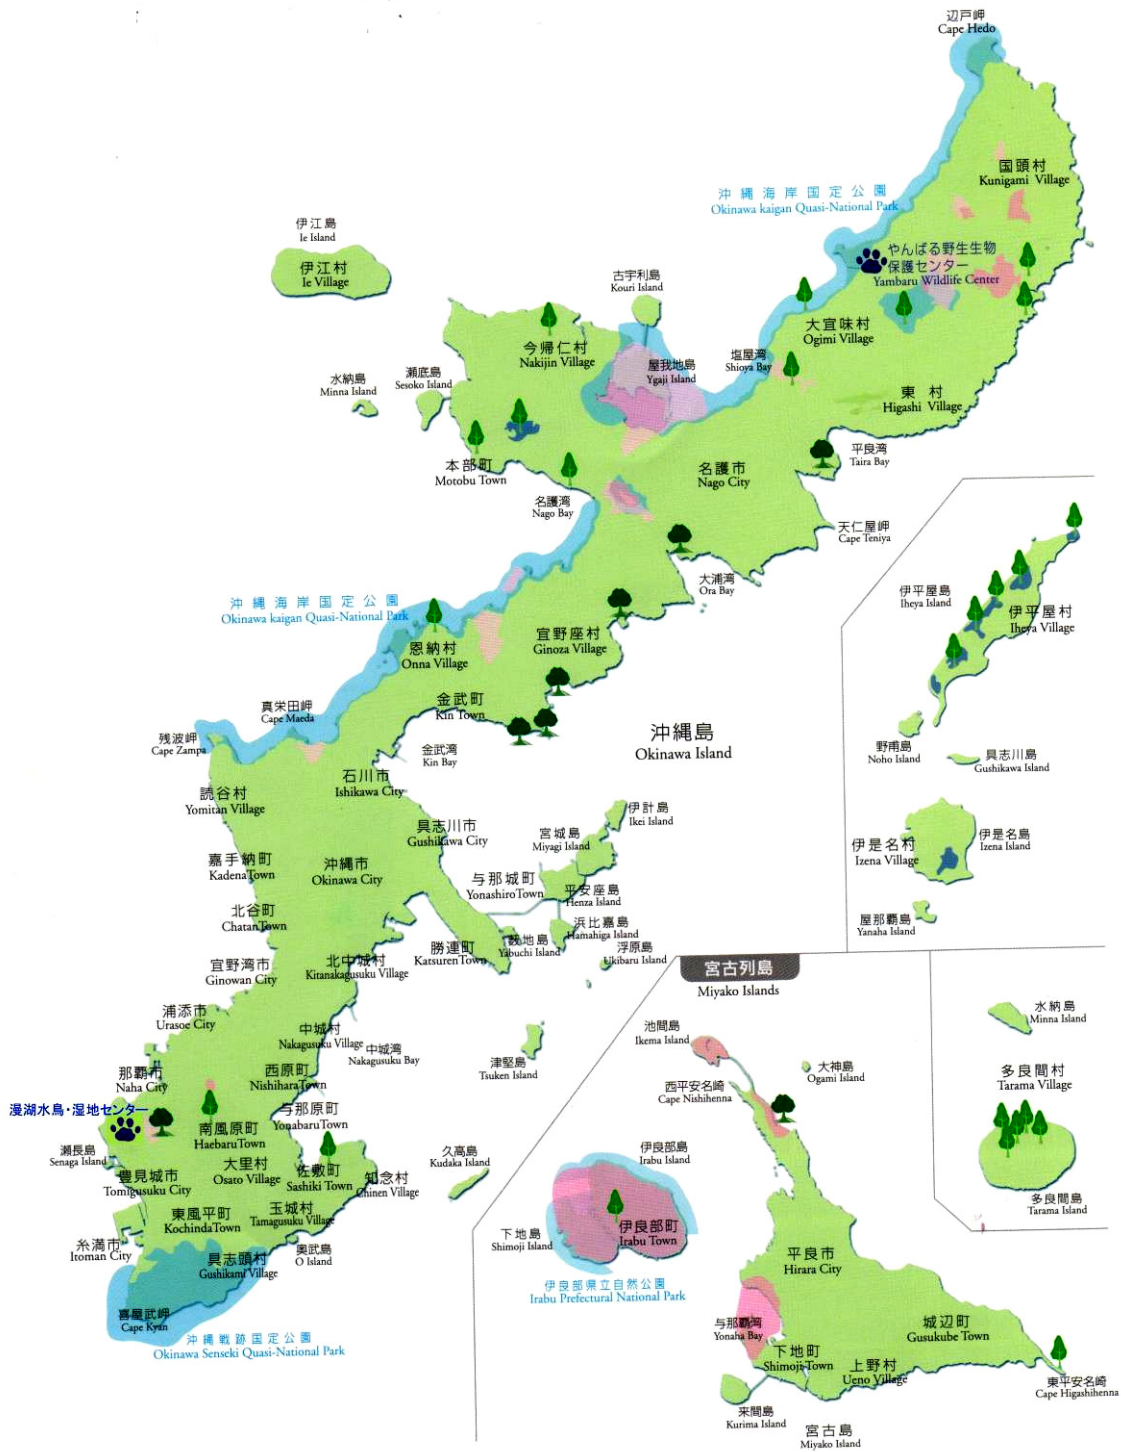 辺戸岬
Cape Hedo
国頭村
Kunigami Village
沖縄海岸国定公園
Okinawa kaigan Quasi-National Park
伊江島
Ie Island
伊江村
Ie Village
やんばる野生生物
保護センター
Yambaru Wildlife Center
古宇利島
Kouri Island
大宜味村
Ogimi Village
今帰仁村
Nakijin Village
屋我地島
Ygaji Island
塩屋湾
Shioya Bay
水納島
Minna Island
瀬底島
Sesoko Island
東 村
Higashi Village
本部町
Motobu Town
名護市
Nago City
平良湾
Taira Bay
名護湾
Nago Bay
天仁屋岬
Cape Teniya
大浦湾
Ora Bay
沖縄海岸国定公園
Okinawa kaigan Quasi-National Park
恩納村
Onna Village
宜野座村
Ginoza Village
伊平屋島
Iheya Island
伊平屋村
Iheya Village
金武町
Kin Town
真栄田岬
Cape Maeda
残波岬
Cape Zampa
金武湾
Kin Bay
沖縄島
Okinawa Island
野甫島
Noho Island
具志川島
Gushikawa Island
石川市
Ishikawa City
読谷村
Yomitan Village
具志川市
Gushikawa City
伊計島
Ikei Island
宮城島
Miyagi Island
伊是名村
Izena Village
伊是名島
Izena Island
嘉手納町
Kadena Town
沖縄市
Okinawa City
与那城町
Yonashiro Town
平安座島
Henza Island
北谷町
Chatan Town
浜比嘉島
Hamahiga Island
屋那覇島
Yanaha Island
勝連町
Katsuren Town
藪地島
Yabuchi Island
浮原島
Ukibaru Island
宜野湾市
Ginowan City
北中城村
Kitanakagusuku Village
宮古列島
Miyako Islands
浦添市
Urasoe City
中城村
Nakagusuku Village
中城湾
Nakagusuku Bay
池間島
Ikema Island
水納島
Minna Island
那覇市
Naha City
西原町
Nishihara Town
津堅島
Tsuken Island
西平安名崎
Cape Nishihenna
大神島
Ogami Island
多良間村
Tarama Village
漫湖水鳥・湿地センター
与那原町
Yonabaru Town
南風原町
Haebaru Town
瀬長島
Senaga Island
豊見城市
Tomigusuku City
大里村
Osato Village
佐敷町
Sashiki Town
知念村
Chinen Village
久高島
Kudaka Island
伊良部島
Irabu Island
多良間島
Tarama Island
東風平町
Kochinda Town
玉城村
Tamagusuku Village
糸満市
Itoman City
奥武島
O Island
下地島
Shimoji Island
伊良部町
Irabu Town
具志頭村
Gushikami Village
平良市
Hirara City
伊良部県立自然公園
Irabu Prefectural National Park
喜屋武岬
Cape Kyan
沖縄戦跡国定公園
Okinawa Senseki Quasi-National Park
与那覇湾
Yonaha Bay
城辺町
Gusukube Town
下地町
Shimoji Town
上野村
Ueno Village
東平安名崎
Cape Higashihenna
来間島
Kurima Island
宮古島
Miyako Island